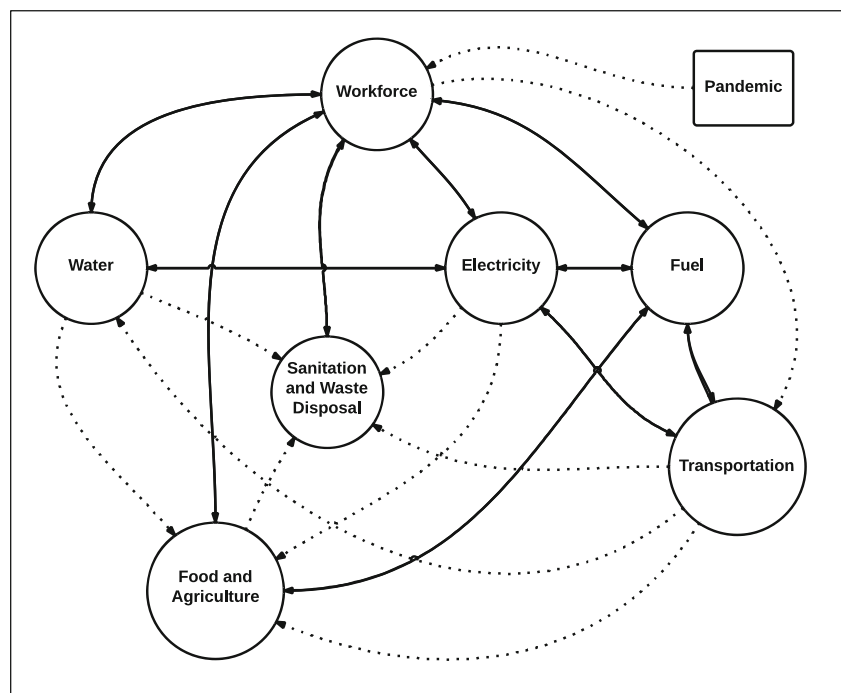 Workforce
Pandemic
Water
Electricity
Fuel
Sanitation
and Waste
Disposal
Transportation
Food and
Agriculture